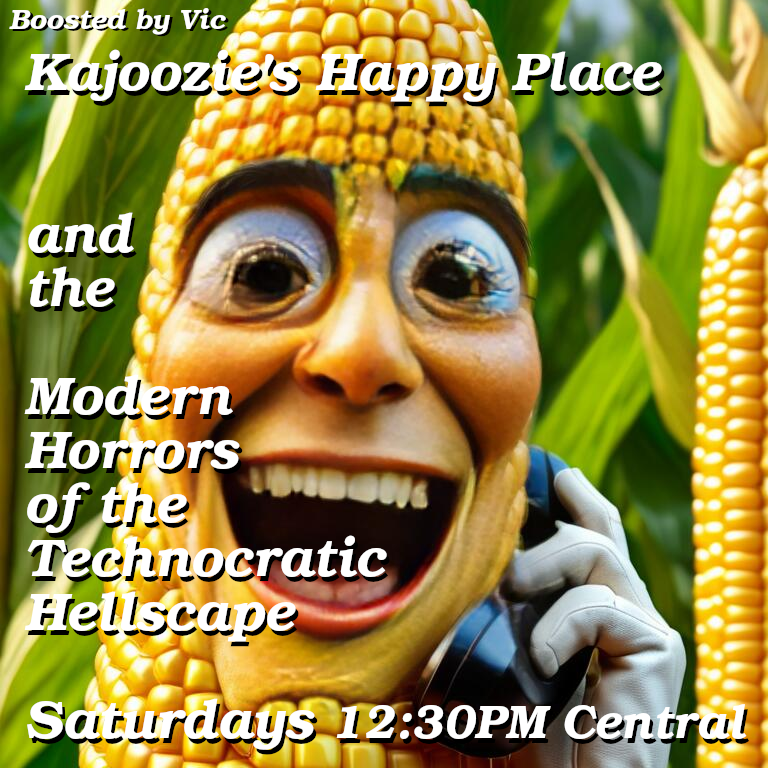 Boosted by Vic
Kajoozie's Happy Place
and
the
Modern
Horrors
of the
Technocratic
Hellscape
Saturdays 12:30PM Central